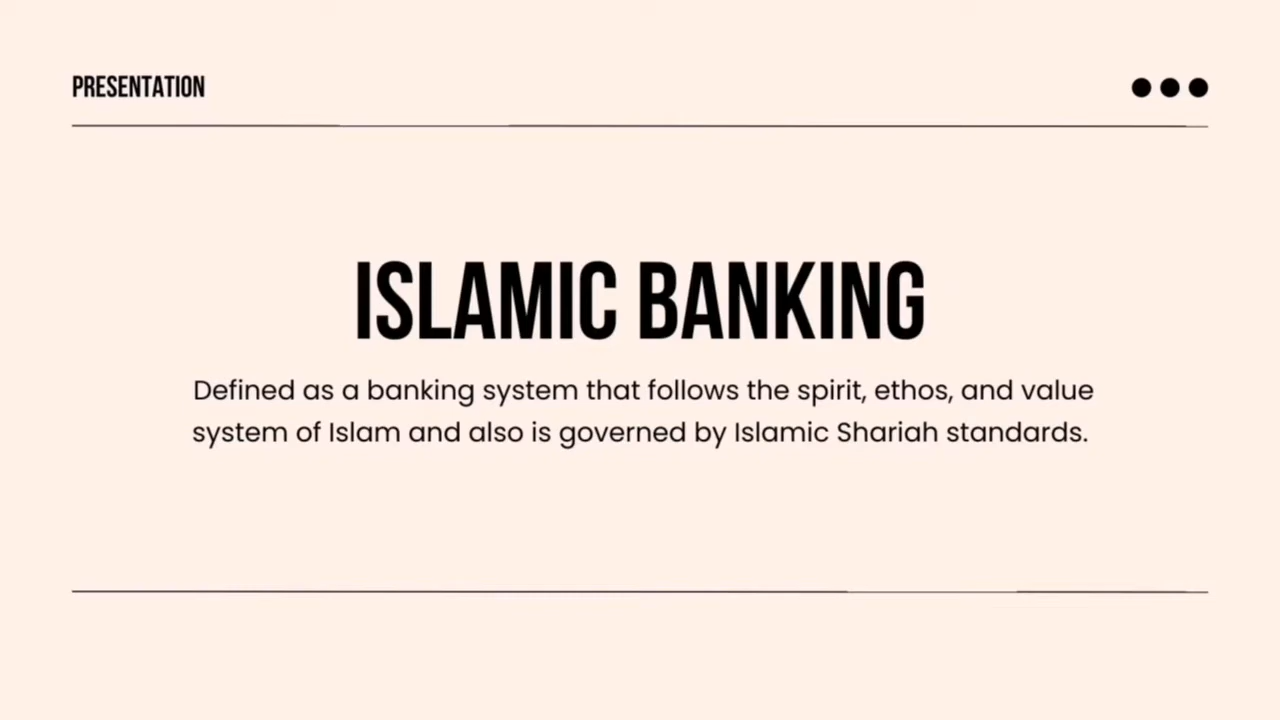 PRESENTATION
ISLAMIC BANKING
Defined as a banking system that follows the spirit, ethos, and value
system of Islam and also is governed by Islamic Shariah standards.